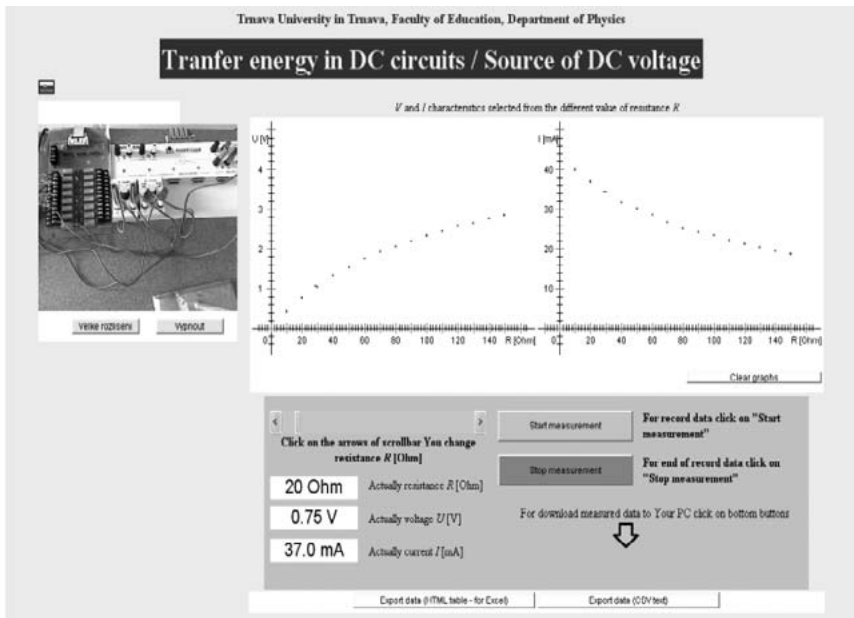 Trnava University in Trnava, Faculty of Education, Department of Physics
Tranfer energy in DC circuits / Source of DC voltage
V and I characteristics selected from the different value of resistance R
U [V]
4
3
2
1
0
20
40
60
80
100
120
140
R [Ohm]
I [mA]
40
30
20
10
0
20
40
60
80
100
120
140
R [Ohm]
Velke rozliseni
Vypnout
Clear graphs
<
>
Click on the arrows of scrollbar You change
resistance R [Ohm]
20 Ohm
Actually resistance R [Ohm]
0.75 V
Actually voltage U [V]
37.0 mA
Actually current I [mA]
Start measurement
For record data click on "Start
measurement"
Stop measurement
For end of record data click on
"Stop measurement"
For download measured data to Your PC click on bottom buttons
Export data (HTML table - for Excel)
Export data (CDV text)